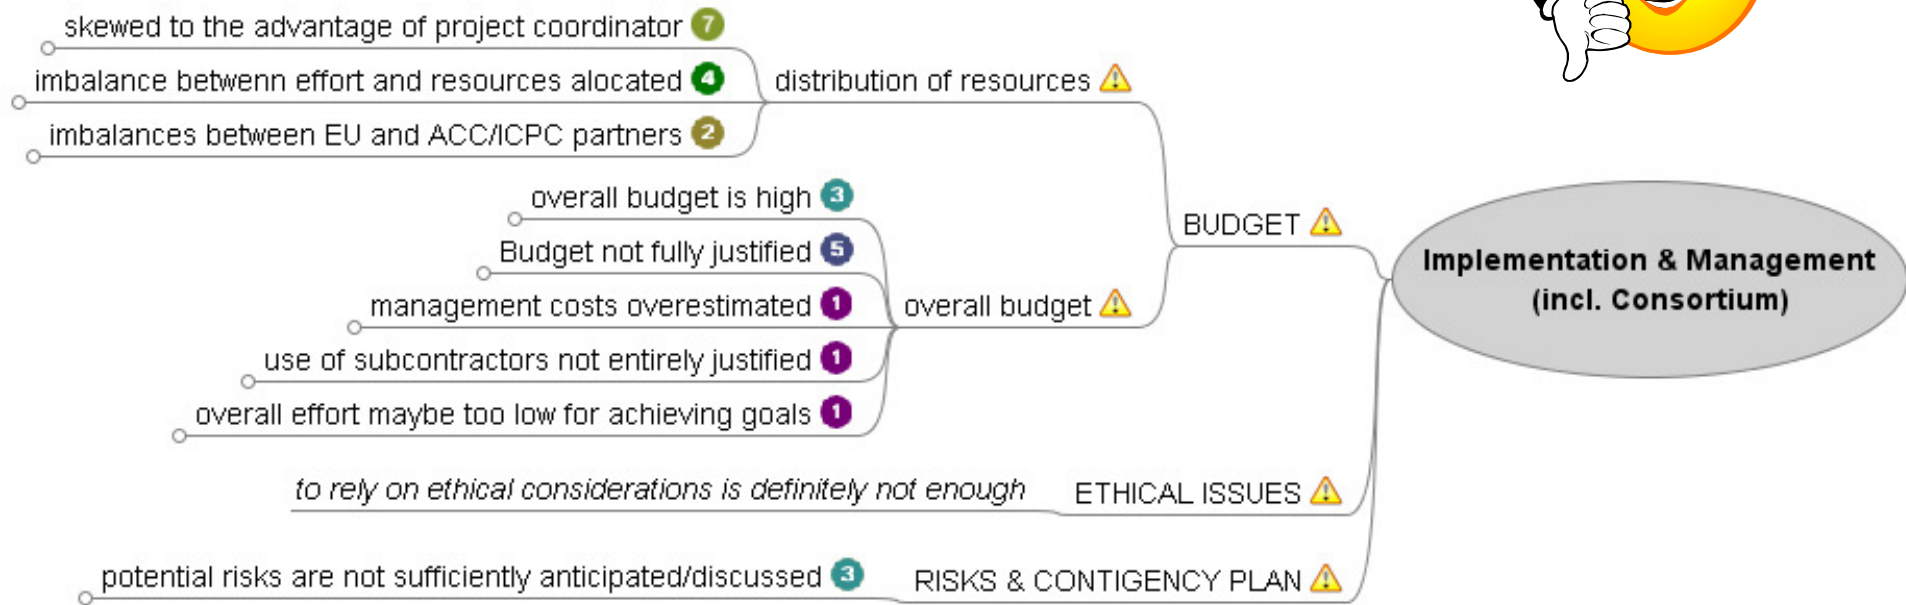 skewed to the advantage of project coordinator 7
imbalance betwenn effort and resources alocated 4
imbalances between EU and ACC/ICPC partners 2
distribution of resources
overall budget is high 3
Budget not fully justified 5
management costs overestimated 1
use of subcontractors not entirely justified 1
overall effort maybe too low for achieving goals 1
overall budget
BUDGET
to rely on ethical considerations is definitely not enough
ETHICAL ISSUES
potential risks are not sufficiently anticipated/discussed 3
RISKS & CONTIGENCY PLAN
Implementation & Management
(incl. Consortium)